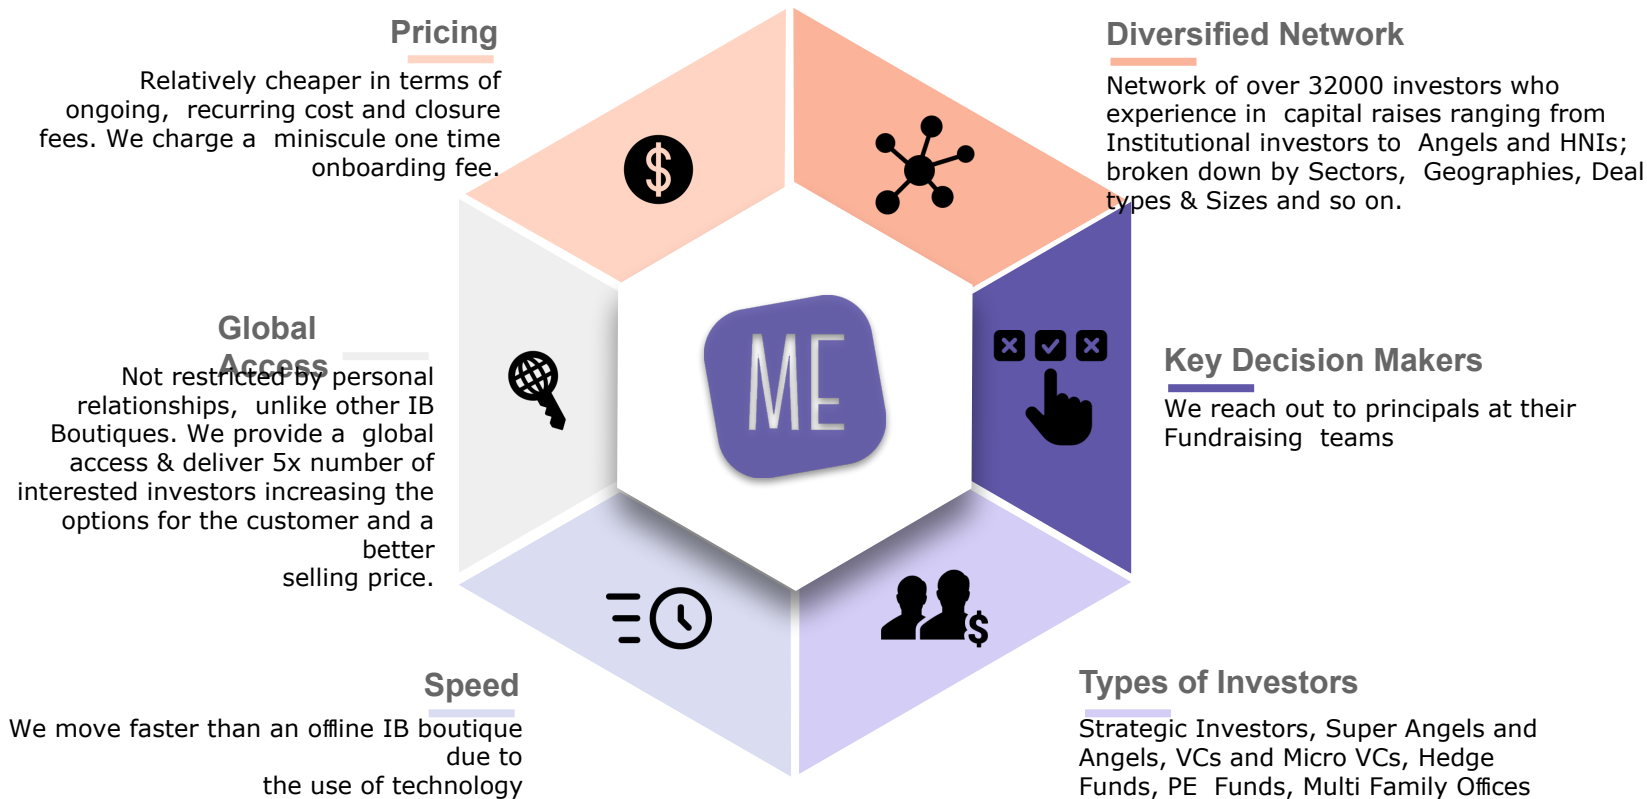 Pricing
Relatively cheaper in terms of
ongoing, recurring cost and closure
fees. We charge a miniscule one time
onboarding fee.
Diversified Network
Network of over 32000 investors who
experience in capital raises ranging from
Institutional investors to Angels and HNIs;
broken down by Sectors, Geographies, Deal
types & Sizes and so on.
Global
Access
Not restricted by personal
relationships, unlike other IB
Boutiques. We provide a global
access & deliver 5x number of
interested investors increasing the
options for the customer and a
better
selling price.
ME
Key Decision Makers
We reach out to principals at their
Fundraising teams
Speed
We move faster than an offline IB boutique
due to
the use of technology
Types of Investors
Strategic Investors, Super Angels and
Angels, VCs and Micro VCs, Hedge
Funds, PE Funds, Multi Family Offices
$
$